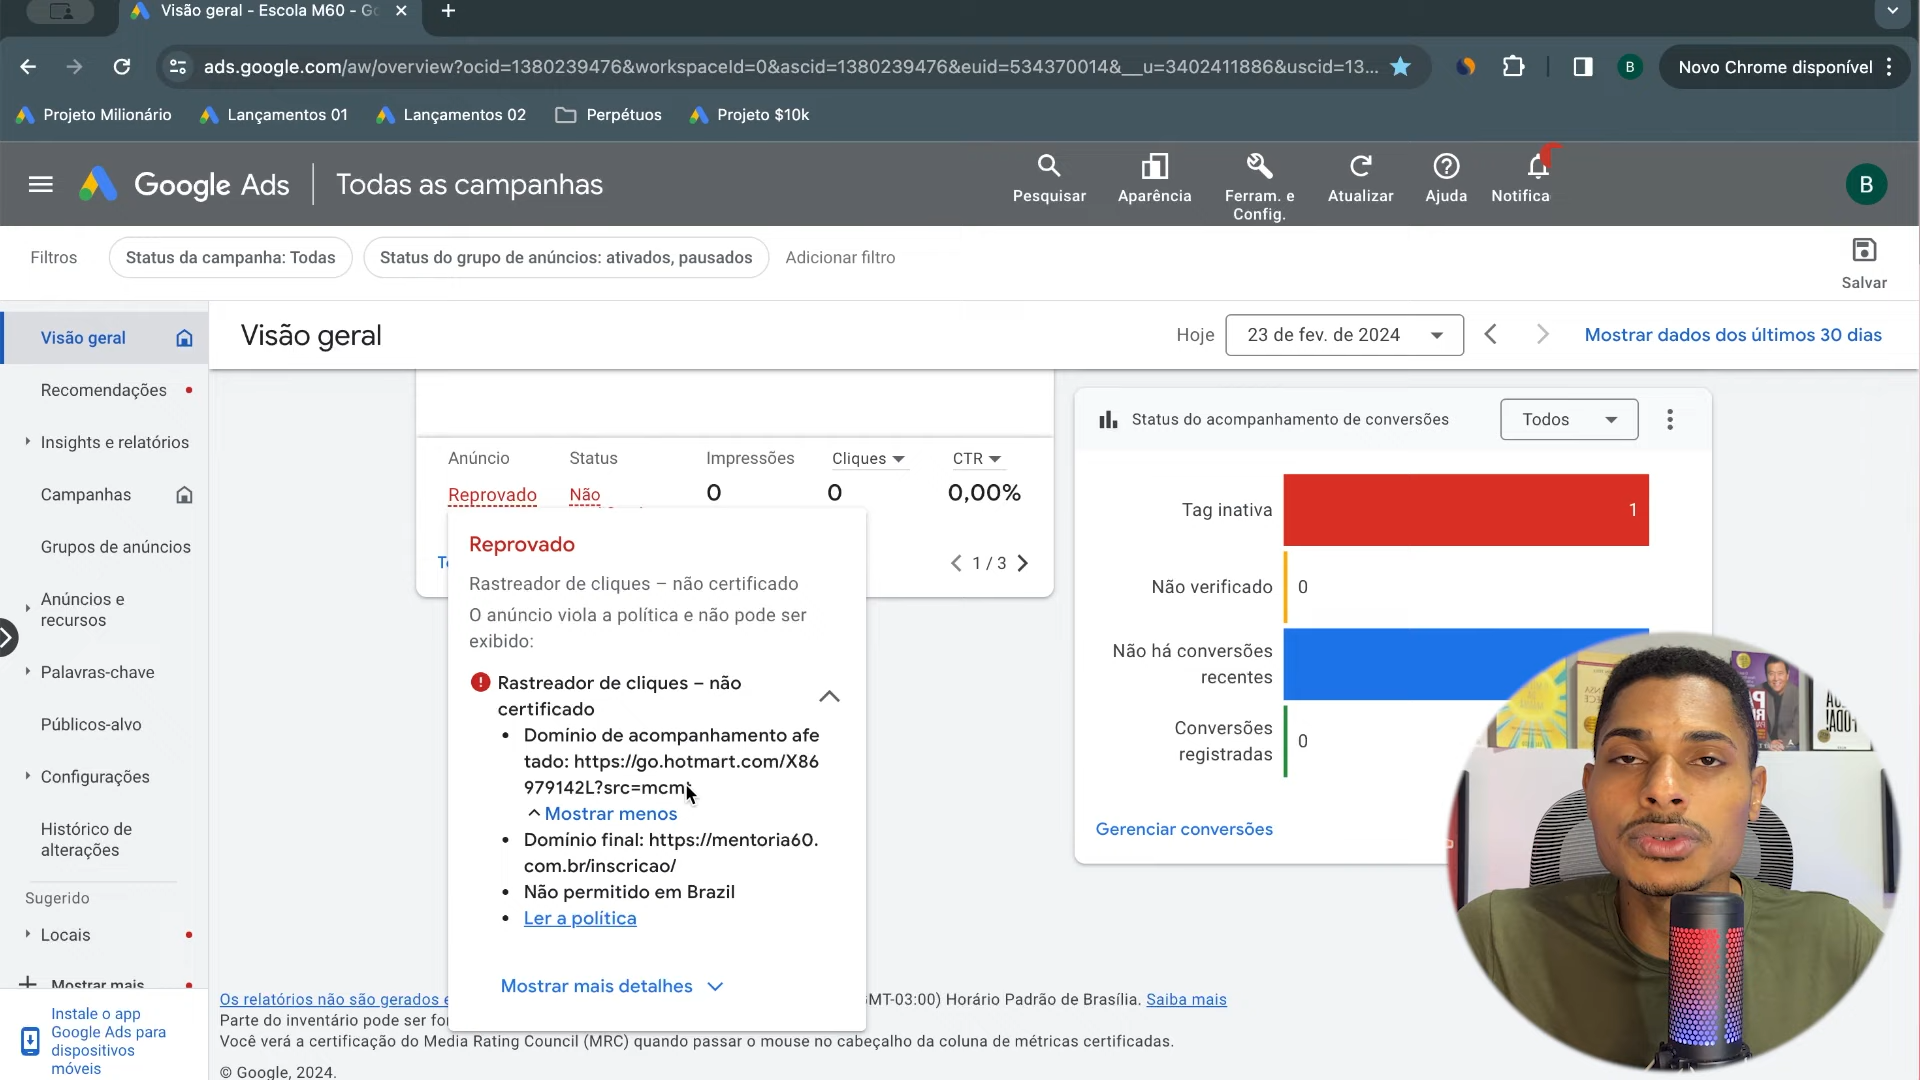 Visão geral - Escola M60 - Go
ads.google.com/aw/overview?ocid=1380239476&workspaceId=0&ascid=1380239476&euid=534370014&__u=3402411886&uscid=13...
B
Novo Chrome disponível
Projeto Milionário
Lançamentos 01
Lançamentos 02
Perpétuos
Projeto $10k
Google Ads
Todas as campanhas
Pesquisar
Aparência
Ferram. e
Config.
Atualizar
Ajuda
Notifica
B
Filtros
Status da campanha: Todas
Status do grupo de anúncios: ativados, pausados
Adicionar filtro
Salvar
Visão geral
Recomendações
Insights e relatórios
Campanhas
Grupos de anúncios
Anúncios e
recursos
Palavras-chave
Públicos-alvo
Configurações
Histórico de
alterações
Sugerido
Locais
Mostrar mais
Instale o app
Google Ads para
dispositivos
móveis
Visão geral
Hoje
23 de fev. de 2024
Mostrar dados dos últimos 30 dias
Anúncio
Status
Impressões
Cliques
CTR
Reprovado
Não
0
0
0,00%
1 / 3
Reprovado
Rastreador de cliques – não certificado
O anúncio viola a política e não pode ser
exibido:
Rastreador de cliques – não
certificado
Domínio de acompanhamento afe
tado: https://go.hotmart.com/X86
979142L?src=mcm
Mostrar menos
Domínio final: https://mentoria60.
com.br/inscricao/
Não permitido em Brazil
Ler a política
Mostrar mais detalhes
Status do acompanhamento de conversões
Todos
Tag inativa
1
Não verificado
0
Não há conversões
recentes
Conversões
registradas
0
Gerenciar conversões
Os relatórios não são gerados
GMT-03:00) Horário Padrão de Brasília. Saiba mais
Parte do inventário pode ser
Você verá a certificação do Media Rating Council (MRC) quando passar o mouse no cabeçalho da coluna de métricas certificadas.
© Google, 2024.